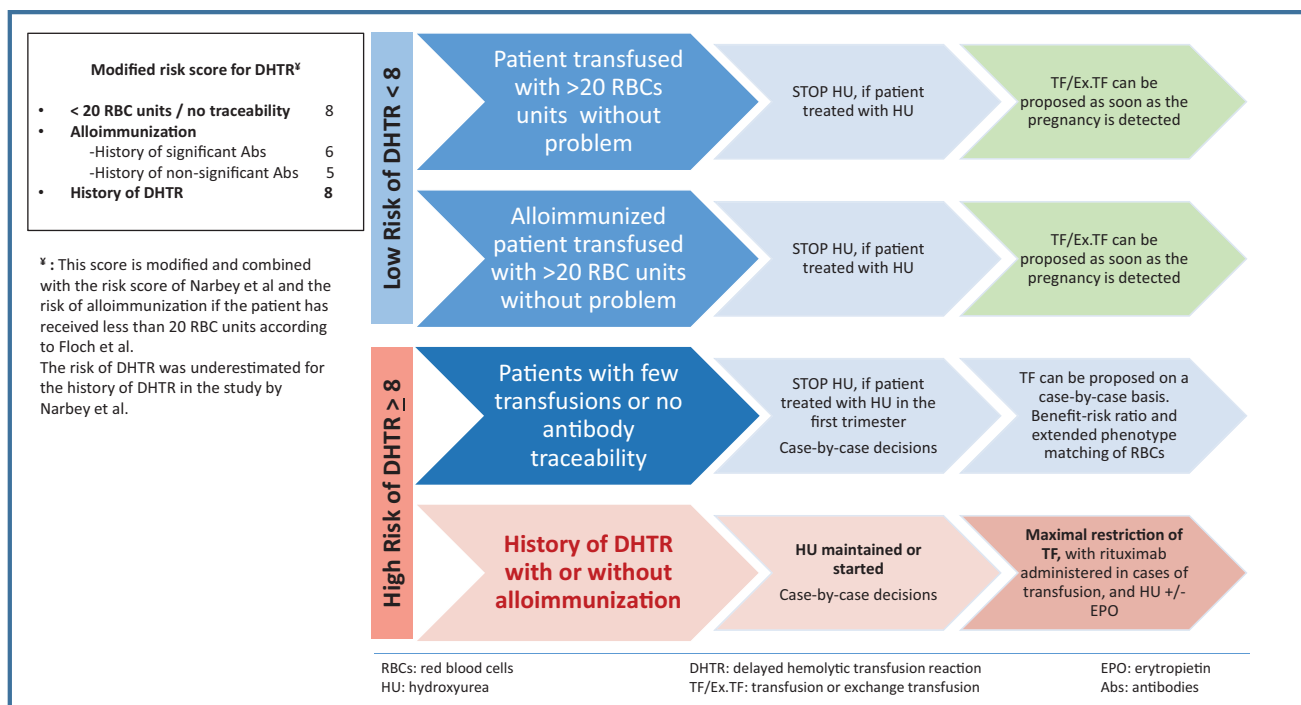 Modified risk score for DHTR¥
• < 20 RBC units / no traceability 8
• Alloimmunization
-History of significant Abs 6
-History of non-significant Abs 5
• History of DHTR 8
¥ : This score is modified and combined
with the risk score of Narbey et al and the
risk of alloimmunization if the patient has
received less than 20 RBC units according
to Floch et al.
The risk of DHTR was underestimated for
the history of DHTR in the study by
Narbey et al.
Low Risk of DHTR < 8
Patient transfused
with >20 RBCs
units without
problem
STOP HU, if patient
treated with HU
TF/Ex.TF can be
proposed as soon as the
pregnancy is detected
Alloimmunized
patient transfused
with >20 RBC units
without problem
STOP HU, if patient
treated with HU
TF/Ex.TF can be
proposed as soon as the
pregnancy is detected
High Risk of DHTR ≥ 8
Patients with few
transfusions or no
antibody
traceability
STOP HU, if patient
treated with HU in the
first trimester
Case-by-case decisions
TF can be proposed on a
case-by-case basis.
Benefit-risk ratio and
extended phenotype
matching of RBCs
History of DHTR
with or without
alloimmunization
HU maintained or
started
Case-by-case decisions
Maximal restriction of
TF, with rituximab
administered in cases of
transfusion, and HU +/-
EPO
RBCs: red blood cells DHTR: delayed hemolytic transfusion reaction EPO: erytropietin
HU: hydroxyurea TF/Ex.TF: transfusion or exchange transfusion Abs: antibodies